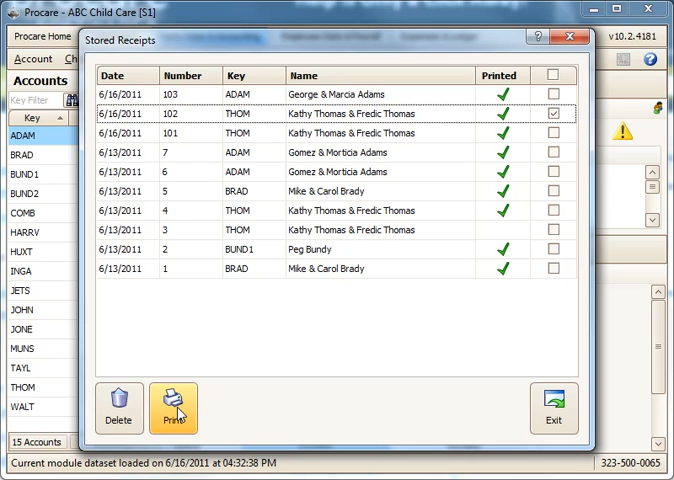 Procare - ABC Child Care [S1]
Procare Home
v10.2.4181
Account
Accounts
Key Filter
Key
ADAM
BRAD
BUND1
BUND2
COMB
HARRV
HUXT
INGA
JETS
JOHN
JONE
MUNS
TAYL
THOM
WALT
15 Accounts
Stored Receipts
Date Number Key Name Printed
6/16/2011 103 ADAM George & Marcia Adams
6/16/2011 102 THOM Kathy Thomas & Fredic Thomas
6/16/2011 101 THOM Kathy Thomas & Fredic Thomas
6/13/2011 7 ADAM Gomez & Morticia Adams
6/13/2011 6 ADAM Gomez & Morticia Adams
6/13/2011 5 BRAD Mike & Carol Brady
6/13/2011 4 THOM Kathy Thomas & Fredic Thomas
6/13/2011 3 THOM Kathy Thomas & Fredic Thomas
6/13/2011 2 BUND1 Peg Bundy
6/13/2011 1 BRAD Mike & Carol Brady
Delete Print Exit
Current module dataset loaded on 6/16/2011 at 04:32:38 PM 323-500-0065